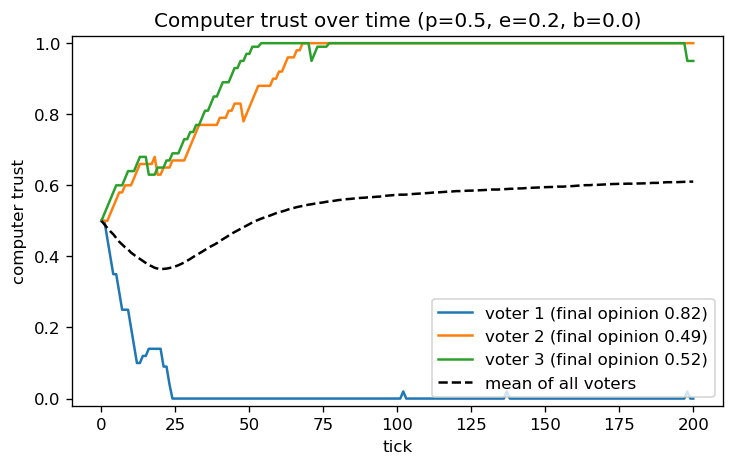 Computer trust over time (p=0.5, e=0.2, b=0.0)
computer trust
1.0
0.8
0.6
0.4
0.2
0.0
voter 1 (final opinion 0.82)
voter 2 (final opinion 0.49)
voter 3 (final opinion 0.52)
mean of all voters
0 25 50 75 100 125 150 175 200
tick